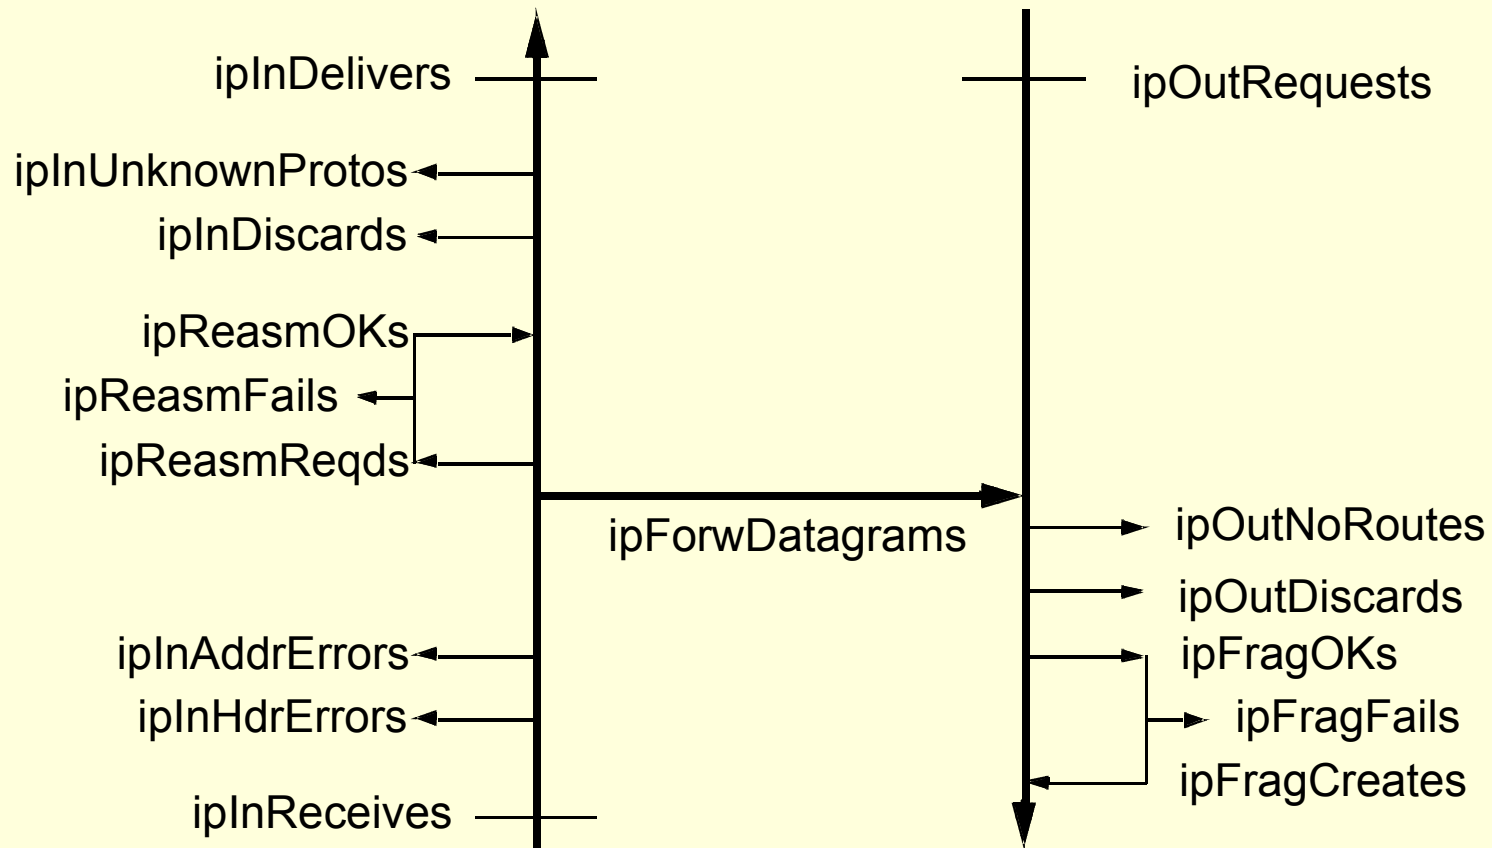 ipInDelivers
ipOutRequests
ipInUnknownProtos
ipInDiscards
ipReasmOKs
ipReasmFails
ipReasmReqds
ipForwDatagrams
ipOutNoRoutes
ipOutDiscards
ipInAddrErrors
ipFragOKs
ipInHdrErrors
ipFragFails
ipFragCreates
ipInReceives